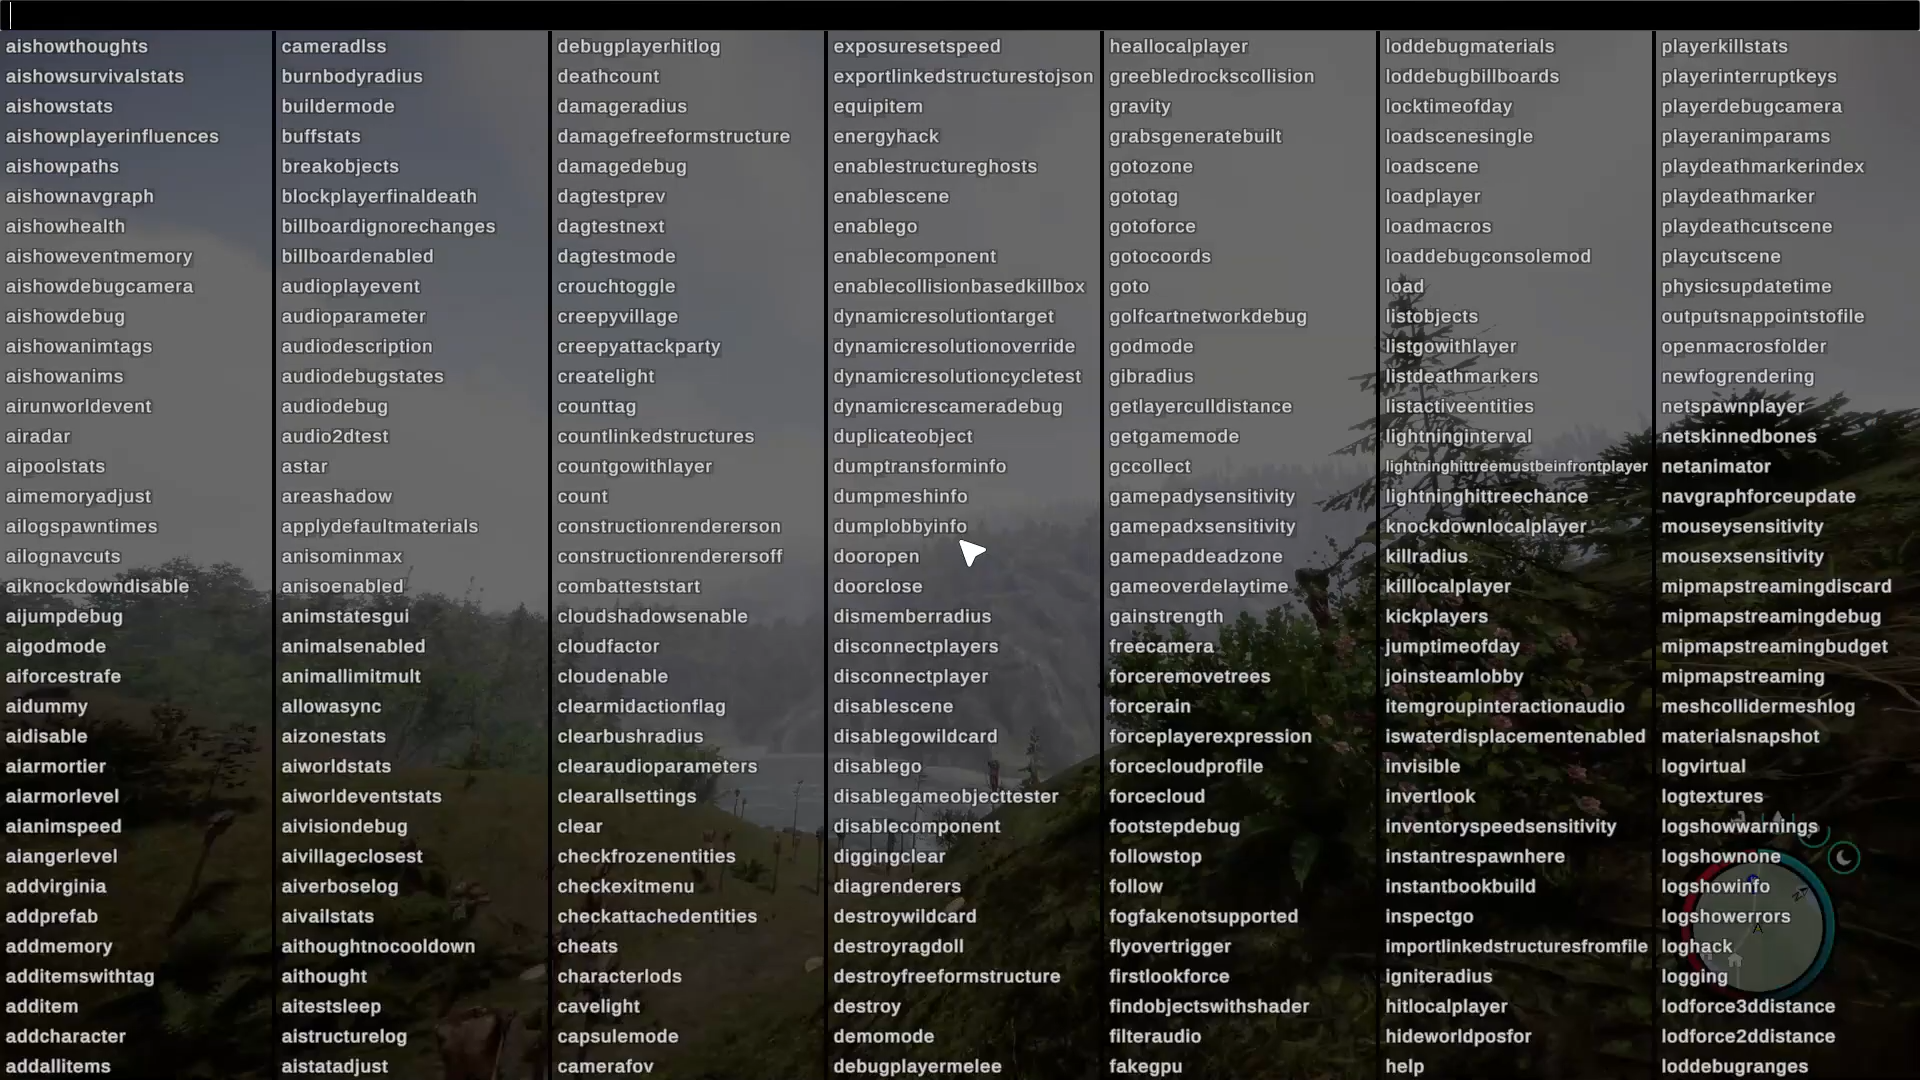 aishowthoughts
aishowsurvivalstats
aishowstats
aishowplayerinfluences
aishowpaths
aishownavgraph
aishowhealth
aishoweventmemory
aishowdebugcamera
aishowdebug
aishowanimtags
aishowanims
airunworldevent
airadar
aipoolstats
aimemoryadjust
ailogspawntimes
ailognavcuts
aiknockdowndisable
aijumpdebug
aigodmode
aiforcestrafe
aidummy
aidisable
aiarmortier
aiarmorlevel
aianimspeed
aiangerlevel
addvirginia
addprefab
addmemory
additemswithtag
additem
addcharacter
addallitems
cameradlss
burnbodyradius
buildermode
buffstats
breakobjects
blockplayerfinaldeath
billboardignorechanges
billboardenabled
audioplayevent
audioparameter
audiodescription
audiodebugstates
audiodebug
audio2dtest
astar
areashadow
applydefaultmaterials
anisominmax
anisoenabled
animstatesgui
animalsenabled
animallimitmult
allowasync
aizonestats
aiworldstats
aiworldeventstats
aivisiondebug
aivillageclosest
aiverboselog
aivailstats
aithoughtnocooldown
aithought
aitestsleep
aistructurelog
aistatadjust
debugplayerhitlog
deathcount
damageradius
damagefreeformstructure
damagedebug
dagtestprev
dagtestnext
dagtestmode
crouchtoggle
creepyvillage
creepyattackparty
createlight
counttag
countlinkedstructures
countgowithlayer
count
constructionrendererson
constructionrenderersoff
combatteststart
cloudshadowsenable
cloudfactor
cloudenable
clearmidactionflag
clearbushradius
clearaudioparameters
clearallsettings
clear
checkfrozenentities
checkexitmenu
checkattachedentities
cheats
characterlods
cavelight
capsulemode
camerafov
exposuresetspeed
exportlinkedstructurestojson
equipitem
energyhack
enablestructureghosts
enablescene
enablego
enablecomponent
enablecollisionbasedkillbox
dynamicresolutiontarget
dynamicresolutionoverride
dynamicresolutioncycletest
dynamicrescameradebug
duplicateobject
dumptransforminfo
dumpmeshinfo
dumplobbyinfo
dooropen
doorclose
dismemberradius
disconnectplayers
disconnectplayer
disablescene
disablegowildcard
disablego
disablegameobjecttester
disablecomponent
diggingclear
diagrenderers
destroywildcard
destroyragdoll
destroyfreeformstructure
destroy
demomode
debugplayermelee
heallocalplayer
greebledrockscollision
gravity
grabsgeneratebuilt
gotozone
gototag
gotoforce
gotocoords
goto
golfcartnetworkdebug
godmode
gibradius
getlayerculldistance
getgamemode
gccollect
gamepadysensitivity
gamepadxsensitivity
gamepaddeadzone
gameoverdelaytime
gainstrength
freecamera
forceremovetrees
forcerain
forceplayerexpression
forcecloudprofile
forcecloud
footstepdebug
followstop
follow
fogfakenotsupported
flyovertrigger
firstlookforce
findobjectswithshader
filteraudio
fakegpu
loddebugmaterials
loddebugbillboards
locktimeofday
loadscenesingle
loadscene
loadplayer
loadmacros
loaddebugconsolemod
load
listobjects
listgowithlayer
listdeathmarkers
listactiveentities
lightninginterval
lightninghittreemustbeinfrontplayer
lightninghittreechance
knockdownlocalplayer
killradius
killlocalplayer
kickplayers
jumptimeofday
joinsteamlobby
itemgroupinteractionaudio
iswaterdisplacementenabled
invisible
invertlook
inventoryspeedsensitivity
instantrespawnhere
instantbookbuild
inspectgo
importlinkedstructuresfromfile
igniteradius
hitlocalplayer
hideworldposfor
help
playerkillstats
playerinterruptkeys
playerdebugcamera
playeranimparams
playdeathmarkerindex
playdeathmarker
playdeathcutscene
playcutscene
physicsupdatetime
outputsnappointstofile
openmacrosfolder
newfogrendering
netspawnplayer
netskinnedbones
netanimator
navgraphforceupdate
mouseysensitivity
mousexsensitivity
mipmapstreamingdiscard
mipmapstreamingdebug
mipmapstreamingbudget
mipmapstreaming
meshcollidermeshlog
materialsnapshot
logvirtual
logtextures
logshowwarnings
logshownone
logshowinfo
logshowerrors
loghack
logging
lodforce3ddistance
lodforce2ddistance
loddebugranges